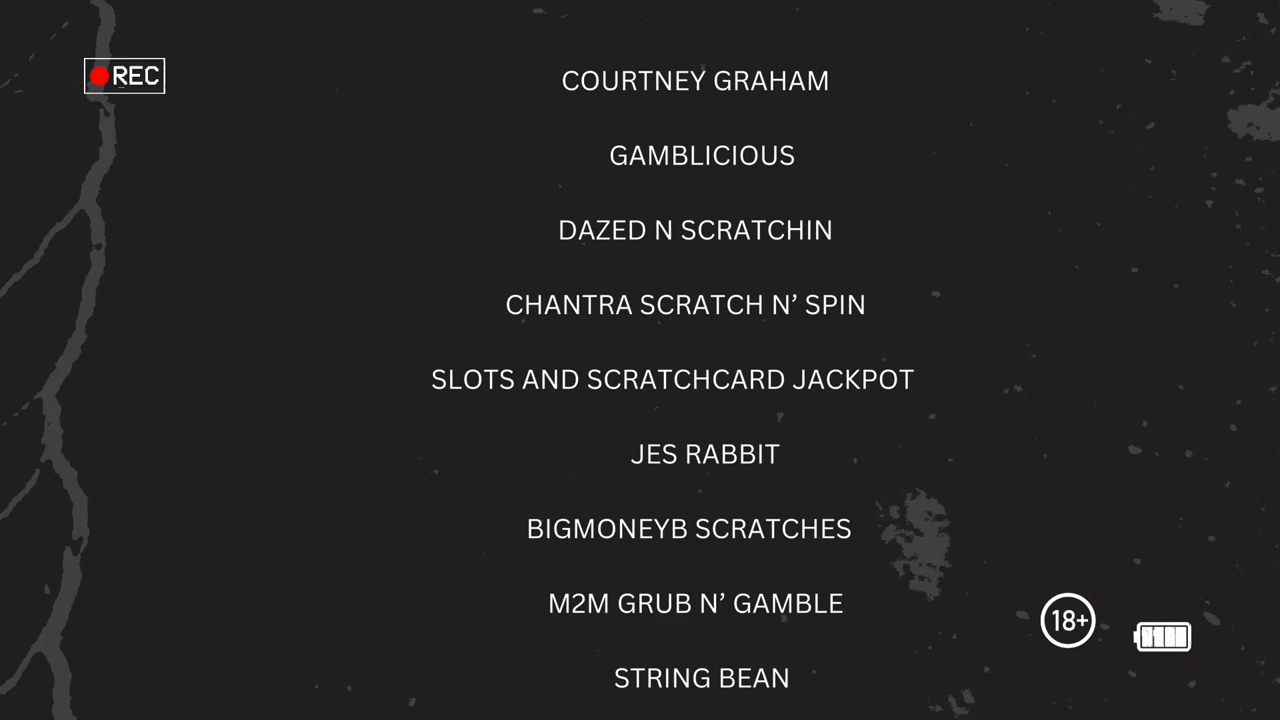 REC
COURTNEY GRAHAM
GAMBLICIOUS
DAZED N SCRATCHIN
CHANTRA SCRATCH N’ SPIN
SLOTS AND SCRATCHCARD JACKPOT
JES RABBIT
BIGMONEYB SCRATCHES
M2M GRUB N’ GAMBLE
18+
STRING BEAN